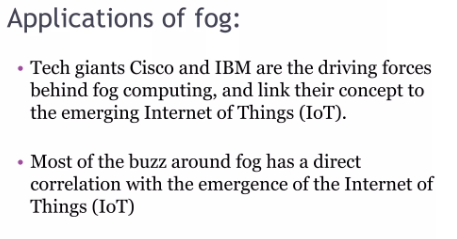 Applications of fog:
• Tech giants Cisco and IBM are the driving forces
behind fog computing, and link their concept to
the emerging Internet of Things (IoT).
• Most of the buzz around fog has a direct
correlation with the emergence of the Internet of
Things (IoT)